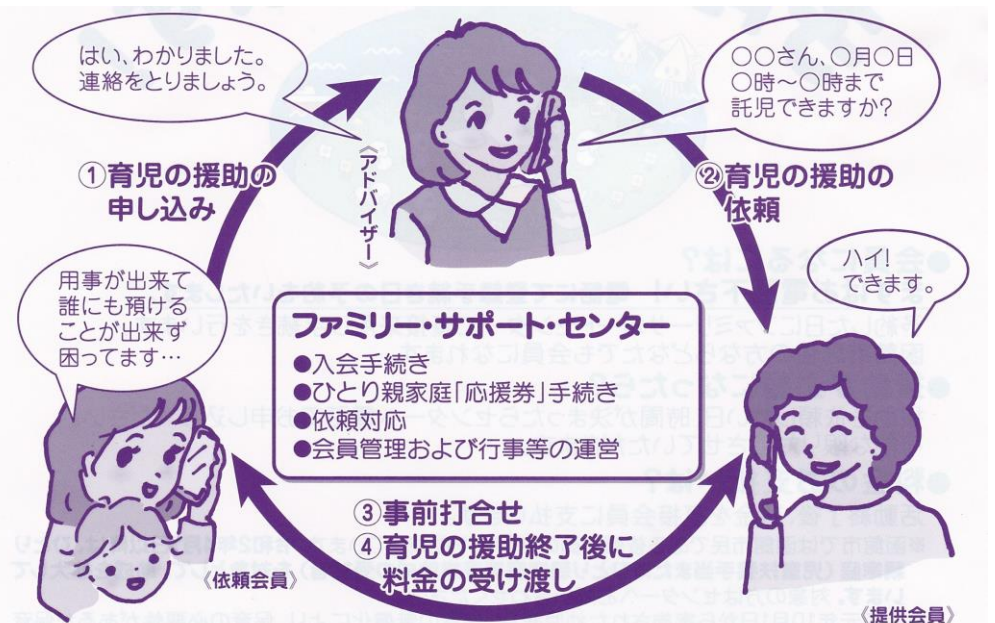 はい、わかりました。
連絡をとりましょう。
○○さん、○月○日
○時～○時まで
託児できますか?
①育児の援助の
申し込み
《アドバイザー》
②育児の援助の
依頼
ハイ!
できます。
用事が出来て
誰にも預ける
ことが出来ず
困ってます…
ファミリー・サポート・センター
●入会手続き
●ひとり親家庭「応援券」手続き
●依頼対応
●会員管理および行事等の運営
③事前打合せ
④育児の援助終了後に
料金の受け渡し
《依頼会員》
《提供会員》